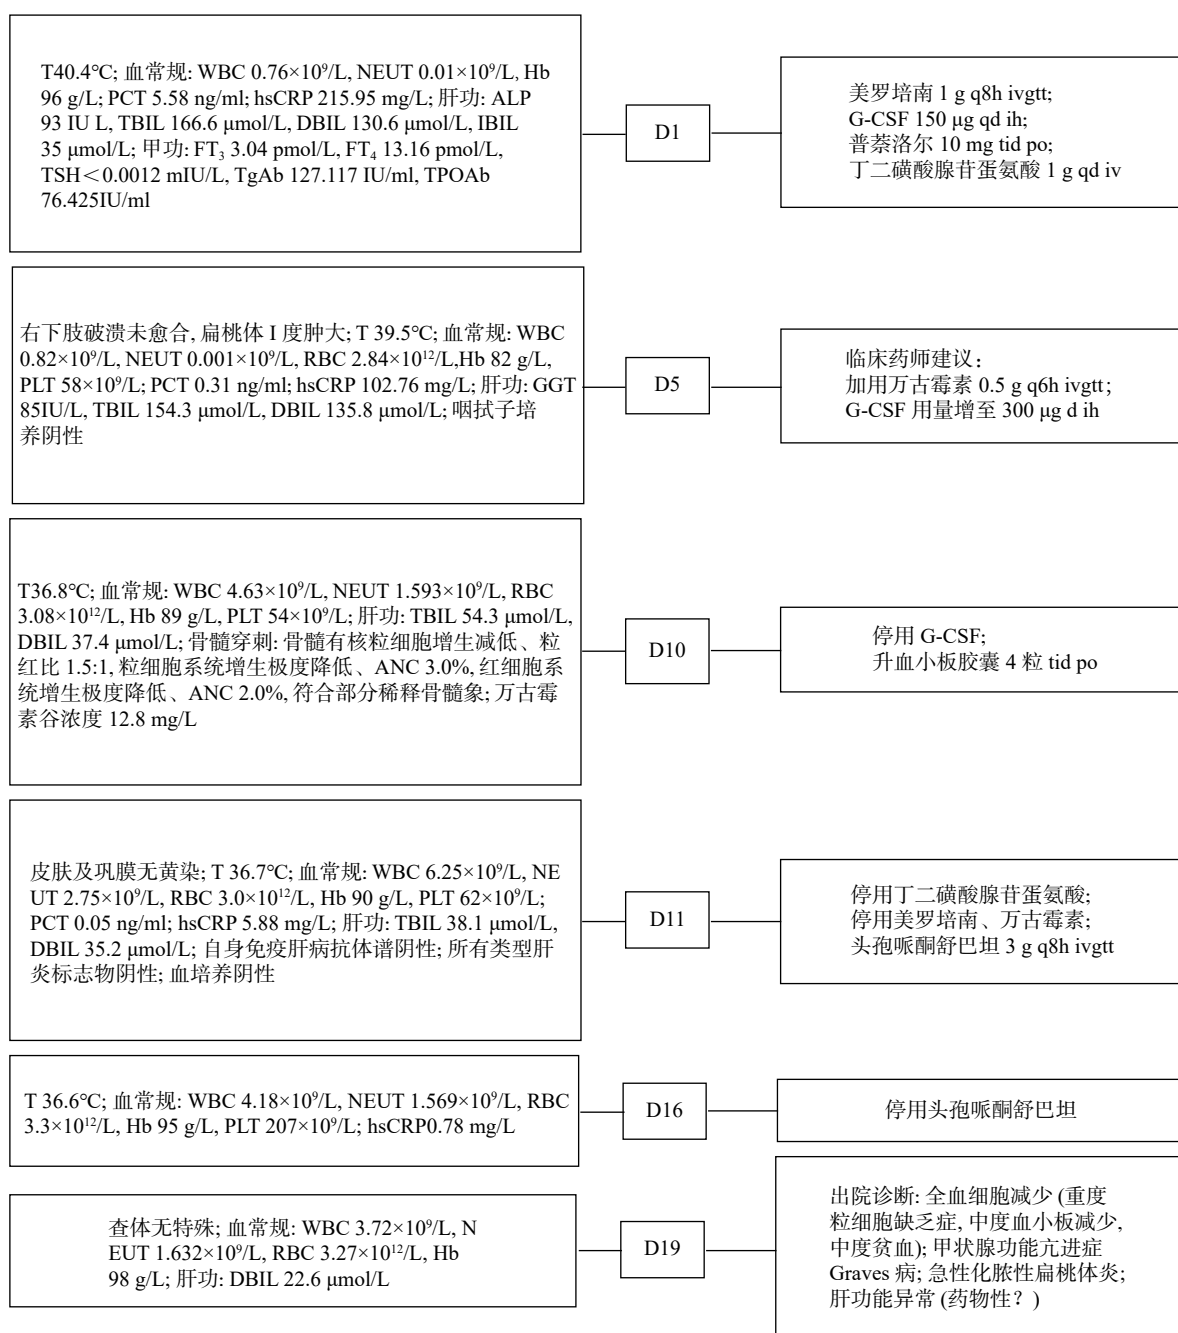 T40.4℃; 血常规: WBC 0.76×10⁹/L, NEUT 0.01×10⁹/L, Hb
96 g/L; PCT 5.58 ng/ml; hsCRP 215.95 mg/L; 肝功: ALP
93 IU L, TBIL 166.6 μmol/L, DBIL 130.6 μmol/L, IBIL
35 μmol/L; 甲功: FT₃ 3.04 pmol/L, FT₄ 13.16 pmol/L,
TSH＜0.0012 mIU/L, TgAb 127.117 IU/ml, TPOAb
76.425IU/ml
D1
美罗培南 1 g q8h ivgtt;
G-CSF 150 μg qd ih;
普萘洛尔 10 mg tid po;
丁二磺酸腺苷蛋氨酸 1 g qd iv
右下肢破溃未愈合, 扁桃体 I 度肿大; T 39.5℃; 血常规: WBC
0.82×10⁹/L, NEUT 0.001×10⁹/L, RBC 2.84×10¹²/L,Hb 82 g/L,
PLT 58×10⁹/L; PCT 0.31 ng/ml; hsCRP 102.76 mg/L; 肝功: GGT
85IU/L, TBIL 154.3 μmol/L, DBIL 135.8 μmol/L; 咽拭子培
养阴性
D5
临床药师建议:
加用万古霉素 0.5 g q6h ivgtt;
G-CSF 用量增至 300 μg d ih
T36.8℃; 血常规: WBC 4.63×10⁹/L, NEUT 1.593×10⁹/L, RBC
3.08×10¹²/L, Hb 89 g/L, PLT 54×10⁹/L; 肝功: TBIL 54.3 μmol/L,
DBIL 37.4 μmol/L; 骨髓穿刺: 骨髓有核粒细胞增生减低、粒
红比 1.5:1, 粒细胞系统增生极度降低、ANC 3.0%, 红细胞系
统增生极度降低、ANC 2.0%, 符合部分稀释骨髓象; 万古霉
素谷浓度 12.8 mg/L
D10
停用 G-CSF;
升血小板胶囊 4 粒 tid po
皮肤及巩膜无黄染; T 36.7℃; 血常规: WBC 6.25×10⁹/L, NE
UT 2.75×10⁹/L, RBC 3.0×10¹²/L, Hb 90 g/L, PLT 62×10⁹/L;
PCT 0.05 ng/ml; hsCRP 5.88 mg/L; 肝功: TBIL 38.1 μmol/L,
DBIL 35.2 μmol/L; 自身免疫肝病抗体谱阴性; 所有类型肝
炎标志物阴性; 血培养阴性
D11
停用丁二磺酸腺苷蛋氨酸;
停用美罗培南、万古霉素;
头孢哌酮舒巴坦 3 g q8h ivgtt
T 36.6℃; 血常规: WBC 4.18×10⁹/L, NEUT 1.569×10⁹/L, RBC
3.3×10¹²/L, Hb 95 g/L, PLT 207×10⁹/L; hsCRP0.78 mg/L
D16
停用头孢哌酮舒巴坦
查体无特殊; 血常规: WBC 3.72×10⁹/L, N
EUT 1.632×10⁹/L, RBC 3.27×10¹²/L, Hb
98 g/L; 肝功: DBIL 22.6 μmol/L
D19
出院诊断: 全血细胞减少 (重度
粒细胞缺乏症, 中度血小板减少,
中度贫血); 甲状腺功能亢进症
Graves 病; 急性化脓性扁桃体炎;
肝功能异常 (药物性？)